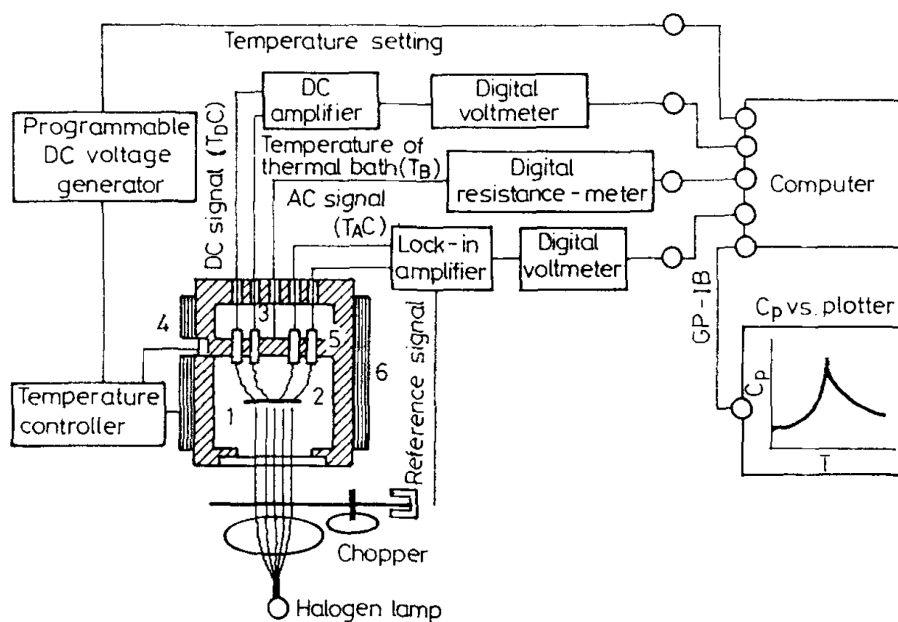 Temperature setting
DC
amplifier
Digital
voltmeter
Programmable
DC voltage
generator
DC signal (TDC)
Temperature of
thermal bath(TB)
Digital
resistance-meter
Computer
AC signal
(TAC)
Lock-in
amplifier
Digital
voltmeter
GP-IB
Cp vs. plotter
Cp
T
3
4
5
6
1
2
Temperature
controller
Reference signal
Chopper
Halogen lamp